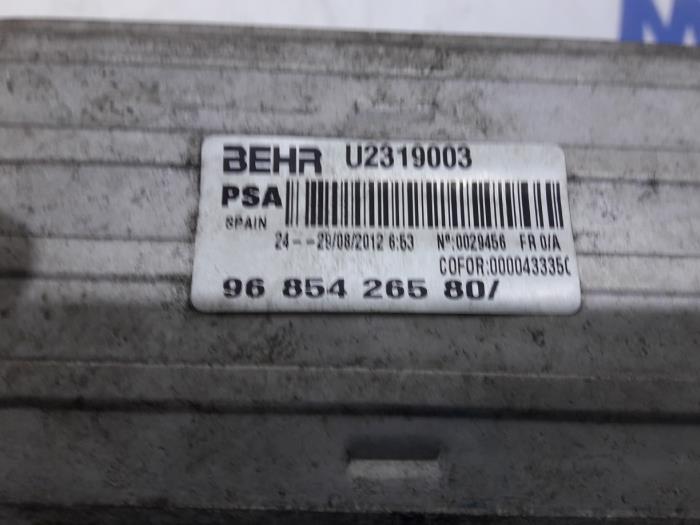 BEHR U2319003
PSA
SPAIN
24 -- 29/08/2012 6:53 Nº:0029456 FR 0/A
COFOR:000043335C
96 854 265 80/